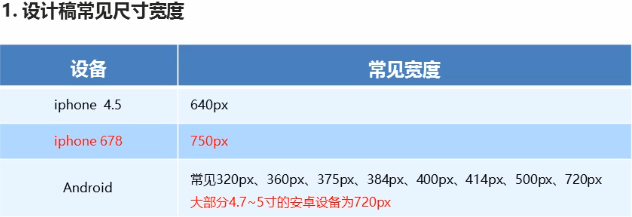 1. 设计稿常见尺寸宽度
设备 常见宽度
iphone 4.5 640px
iphone 678 750px
Android 常见320px、360px、375px、384px、400px、414px、500px、720px
大部分4.7~5寸的安卓设备为720px